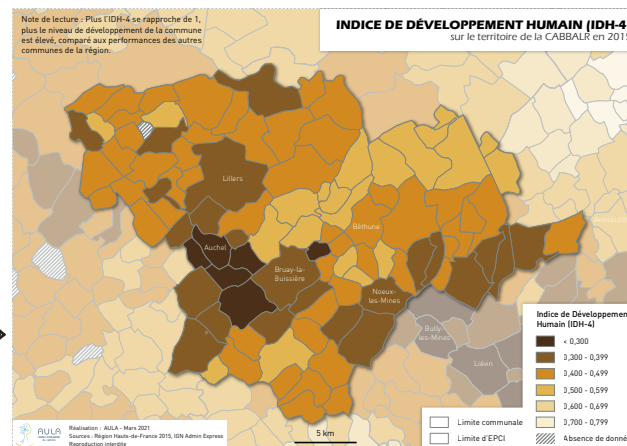 Note de lecture : Plus l'IDH-4 se rapproche de 1,
plus le niveau de développement de la commune
est élevé, comparé aux performances des autres
communes de la région.
INDICE DE DÉVELOPPEMENT HUMAIN (IDH-4
sur le territoire de la CABBALR en 2015
Lillers
Béthune
Auchel
Bruay-la-
Buissière
Noeux-
les-Mines
Bully-
les-Mines
Liévin
Indice de Développement
Humain (IDH-4)
< 0,300
0,300 - 0,399
0,400 - 0,499
0,500 - 0,599
0,600 - 0,699
0,700 - 0,799
Absence de donné
Limite communale
Limite d'EPCI
5 km
AULA
Réalisation : AULA - Mars 2021
Sources : Région Hauts-de-France 2015, IGN Admin Express
Reproduction interdite